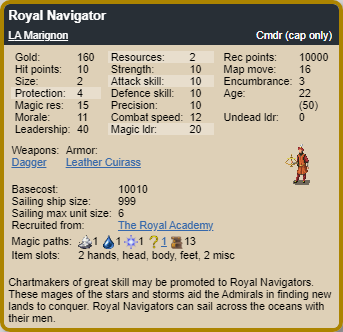 Royal Navigator
LA Marignon Cmdr (cap only)
Gold: 160 Resources: 2 Rec points: 10000
Hit points: 10 Strength: 10 Map move: 16
Size: 2 Attack skill: 10 Encumbrance: 3
Protection: 4 Defence skill: 10 Age: 22
Magic res: 15 Precision: 10 (50)
Morale: 11 Combat speed: 12 Undead ldr: 0
Leadership: 40 Magic ldr: 20
Weapons: Armor:
Dagger Leather Cuirass
Basecost: 10010
Sailing ship size: 999
Sailing max unit size: 6
Recruited from: The Royal Academy
Magic paths: 1 1 1 ? 1 13
Item slots: 2 hands, head, body, feet, 2 misc
Chartmakers of great skill may be promoted to Royal Navigators.
These mages of the stars and storms aid the Admirals in finding new
lands to conquer. Royal Navigators can sail across the oceans with
their men.